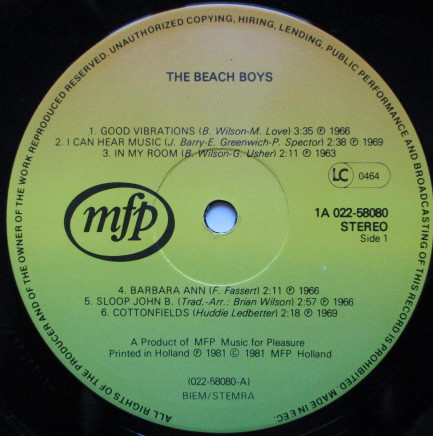 ALL RIGHTS OF THE PRODUCER AND OF THE OWNER OF THE WORK REPRODUCED RESERVED. UNAUTHORIZED COPYING, HIRING, LENDING, PUBLIC PERFORMANCE AND BROADCASTING OF THIS RECORD IS PROHIBITED. MADE IN EEC.
THE BEACH BOYS
1. GOOD VIBRATIONS (B. Wilson-M. Love) 3:35 ℗ 1966
2. I CAN HEAR MUSIC (J. Barry-E. Greenwich-P. Spector) 2:38 ℗ 1969
3. IN MY ROOM (B. Wilson-G. Usher) 2:11 ℗ 1963
LC 0464
mfp
1A 022-58080
STEREO
Side 1
4. BARBARA ANN (F. Fassert) 2:11 ℗ 1966
5. SLOOP JOHN B. (Trad.-Arr.: Brian Wilson) 2:57 ℗ 1966
6. COTTONFIELDS (Huddie Ledbetter) 2:18 ℗ 1969
A Product of MFP Music for Pleasure
Printed in Holland ℗ 1981 © 1981 MFP Holland
(022-58080-A)
BIEM/STEMRA